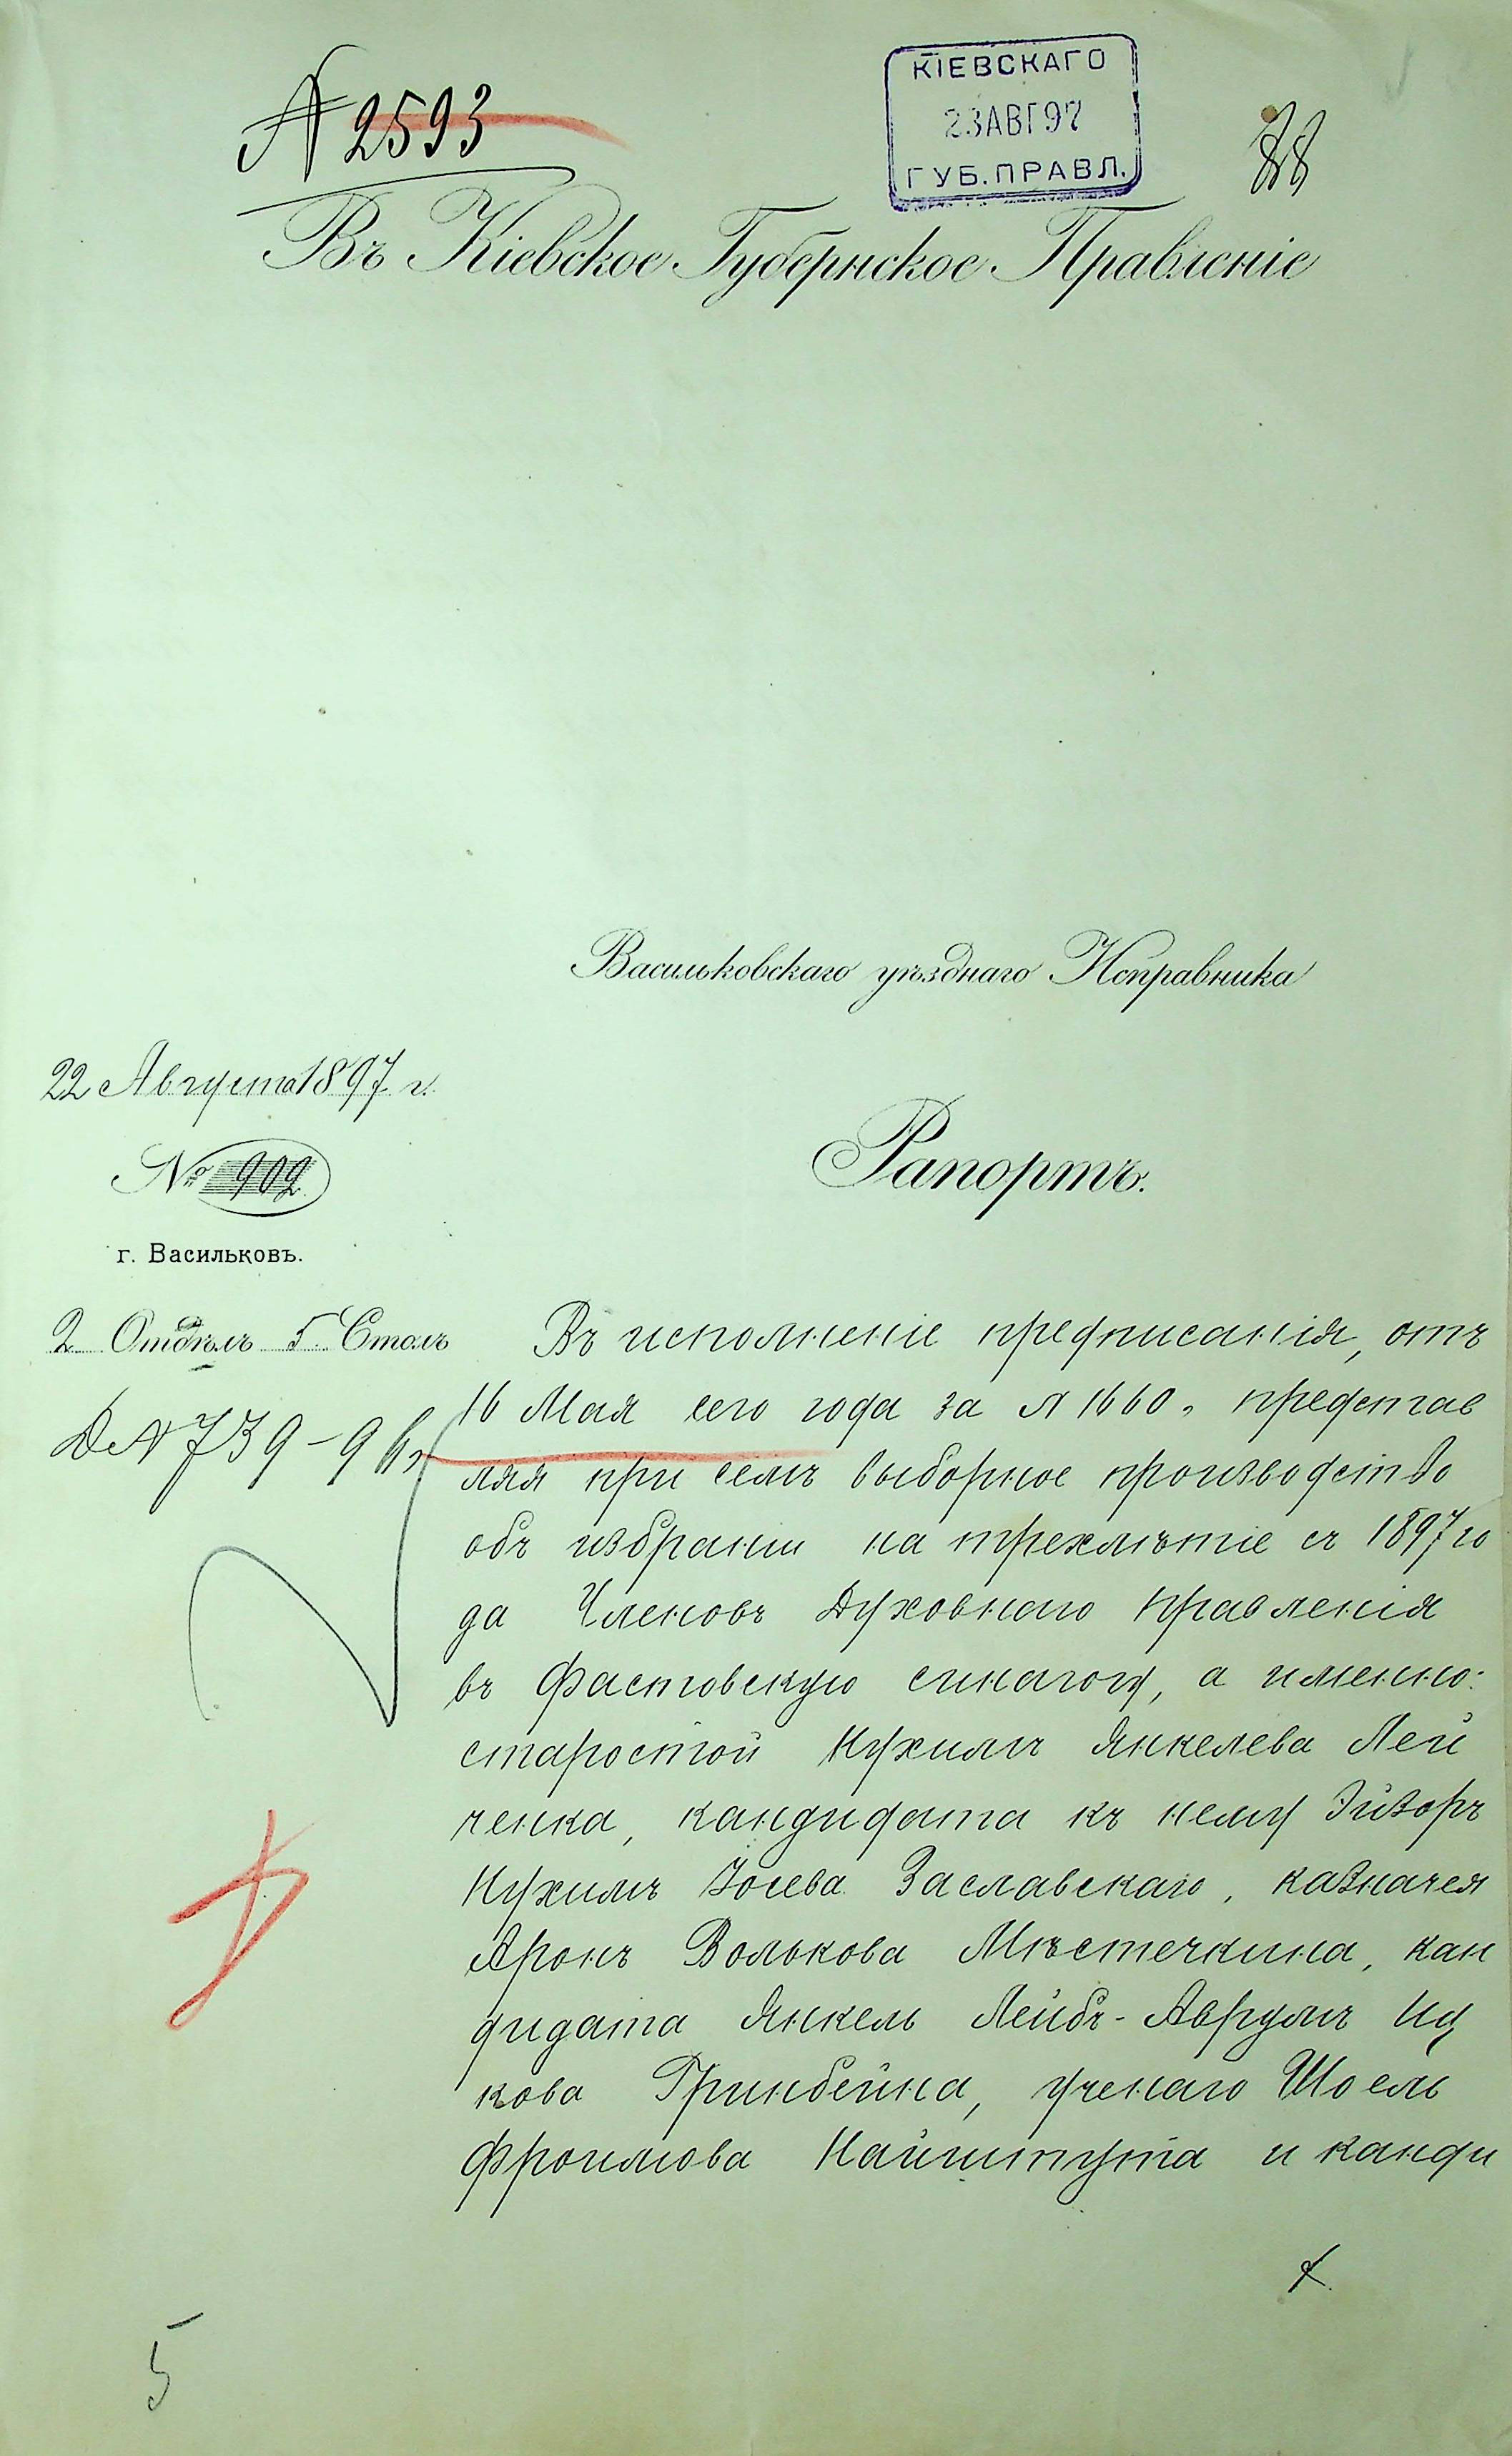 № 2593
КІЕВСКАГО
23 АВГ 97
ГУБ. ПРАВЛ.
88
Въ Кіевское Губернское Правленіе
Васильковскаго уѣзднаго Исправника
22 Августа 1897 г.
№ 902
Рапортъ.
г. Васильковъ.
2 Отдѣлъ 5 Столъ
Д № 739-96 г.
Въ исполненіе предписанія, отъ
16 Мая сего года за № 1660, представ
ляя при семъ выборное производство
объ избраніи на трехлѣтіе съ 1897 го
да Членовъ Духовнаго правленія
въ Фастовскую синагогу, а именно:
старостой Нухимъ Янкелева Лей
ченка, кандидата къ нему Эйзоръ
Нухимъ Іосева Заславскаго, казначея
Аронъ Волькова Мѣстечкина, кан
дидата Янкель Лейбъ-Аврумъ Иц
кова Гринбейна, ученаго Шоель
Фроимова Найштута и канди
5